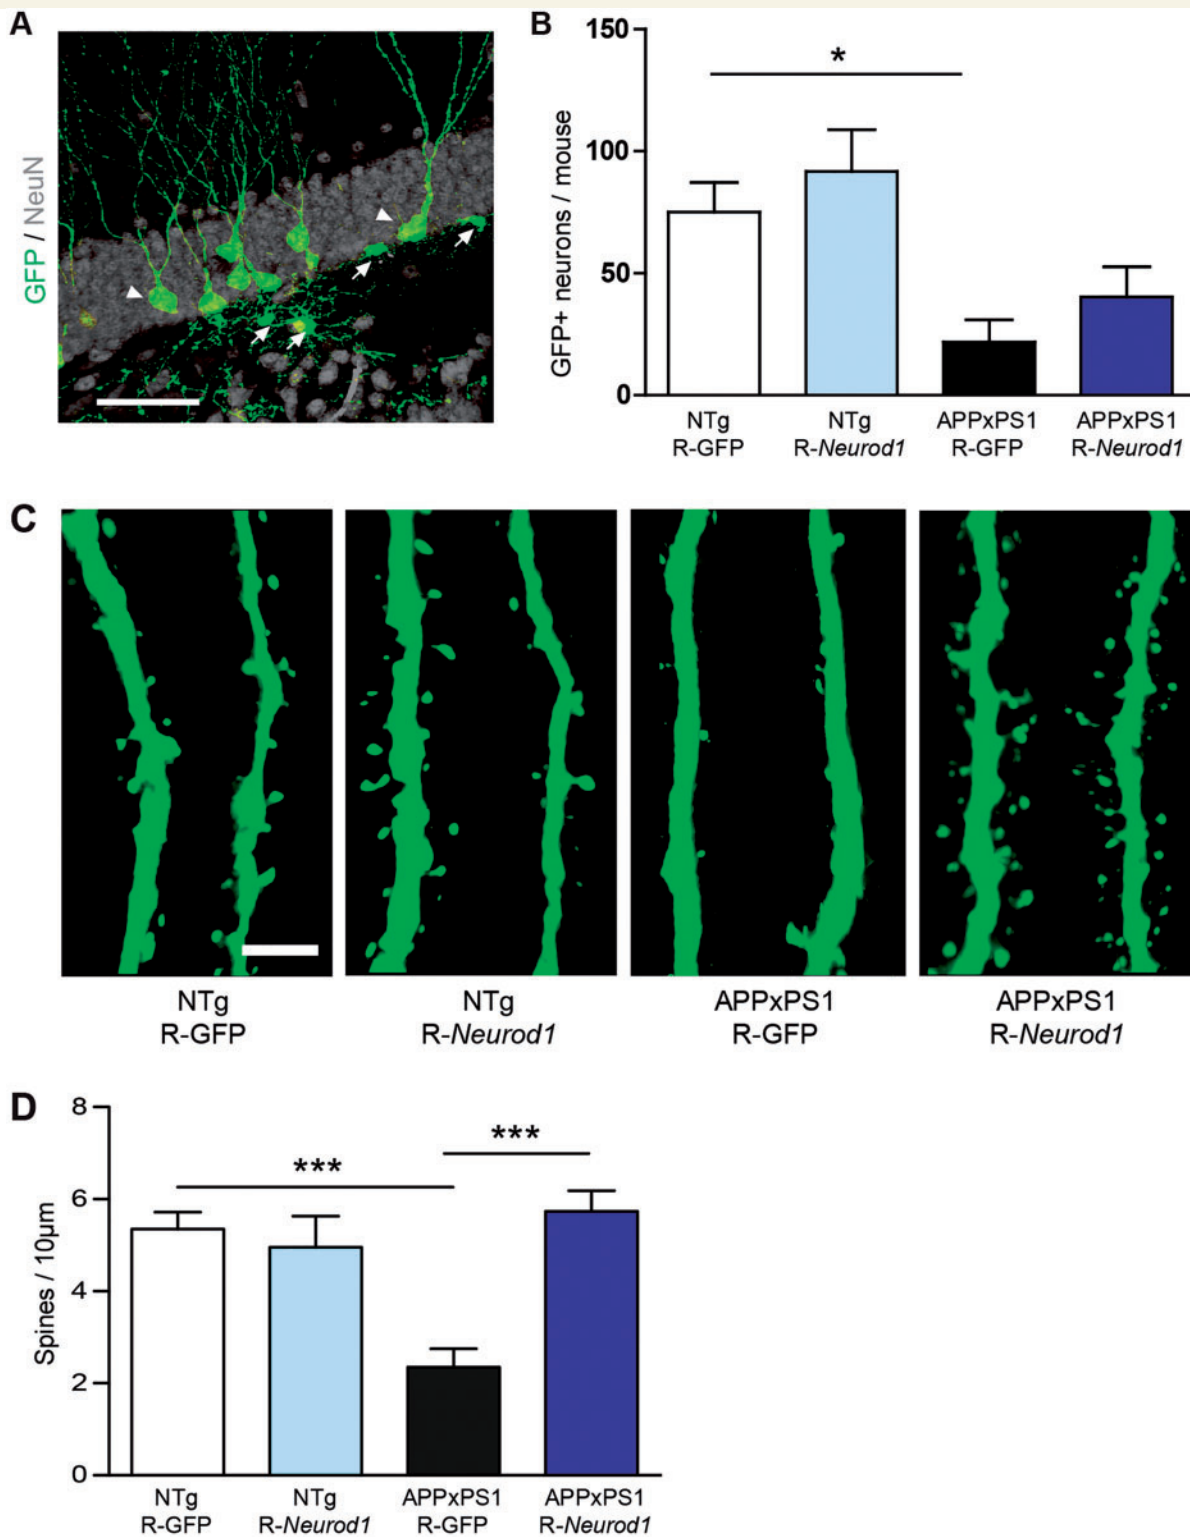 A
GFP / NeuN
B
GFP+ neurons / mouse
150
100
50
0
*
NTg
R-GFP
NTg
R-Neurod1
APPxPS1
R-GFP
APPxPS1
R-Neurod1
C
NTg
R-GFP
NTg
R-Neurod1
APPxPS1
R-GFP
APPxPS1
R-Neurod1
D
Spines / 10µm
8
6
4
2
0
***
***
NTg
R-GFP
NTg
R-Neurod1
APPxPS1
R-GFP
APPxPS1
R-Neurod1